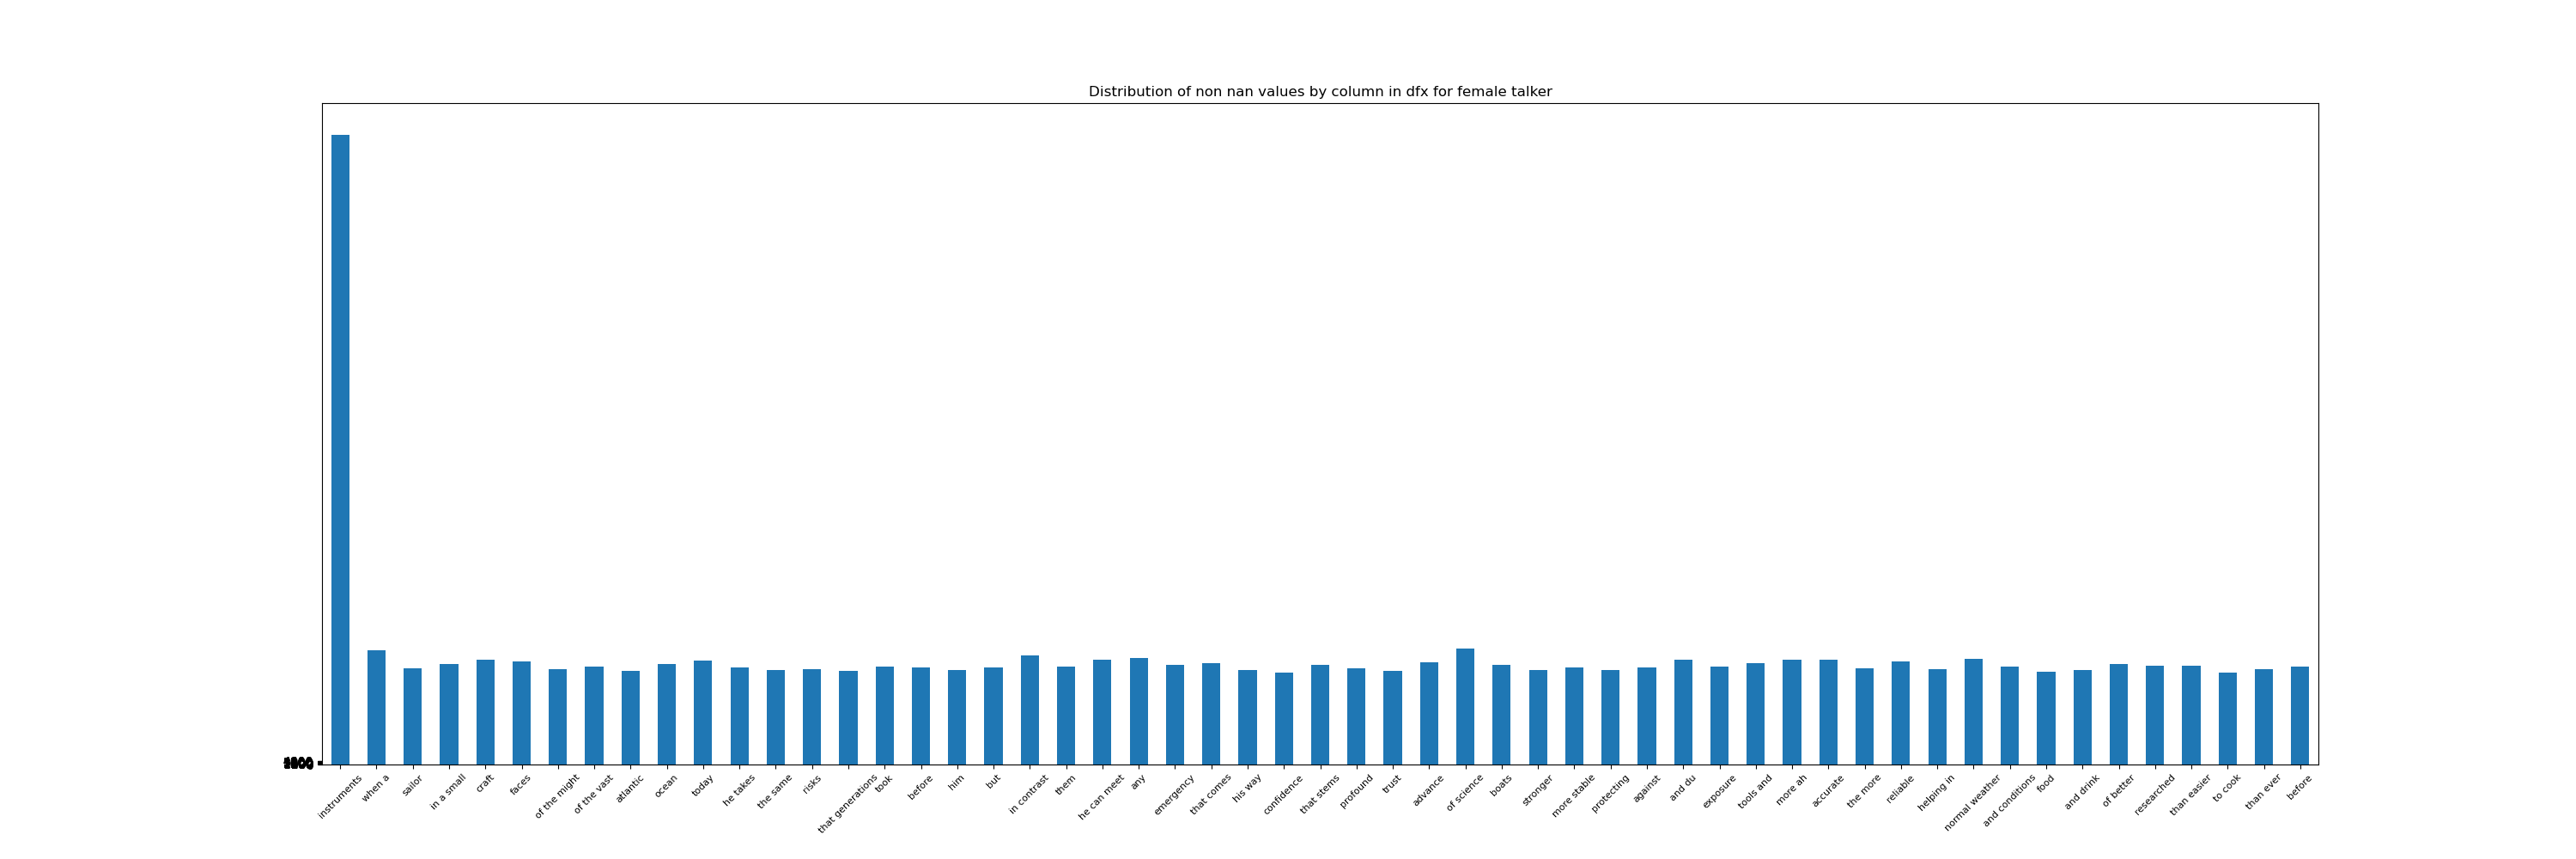 Distribution of non nan values by column in dfx for female talker
instruments
when a
sailor
in a small
craft
faces
of the might
of the vast
atlantic
ocean
today
he takes
the same
risks
that generations
took
before
him
but
in contrast
them
he can meet
any
emergency
that comes
his way
confidence
that stems
profound
trust
advance
of science
boats
stronger
more stable
protecting
against
and du
exposure
tools and
more ah
accurate
the more
reliable
helping in
normal weather
and conditions
food
and drink
of better
researched
than easier
to cook
than ever
before